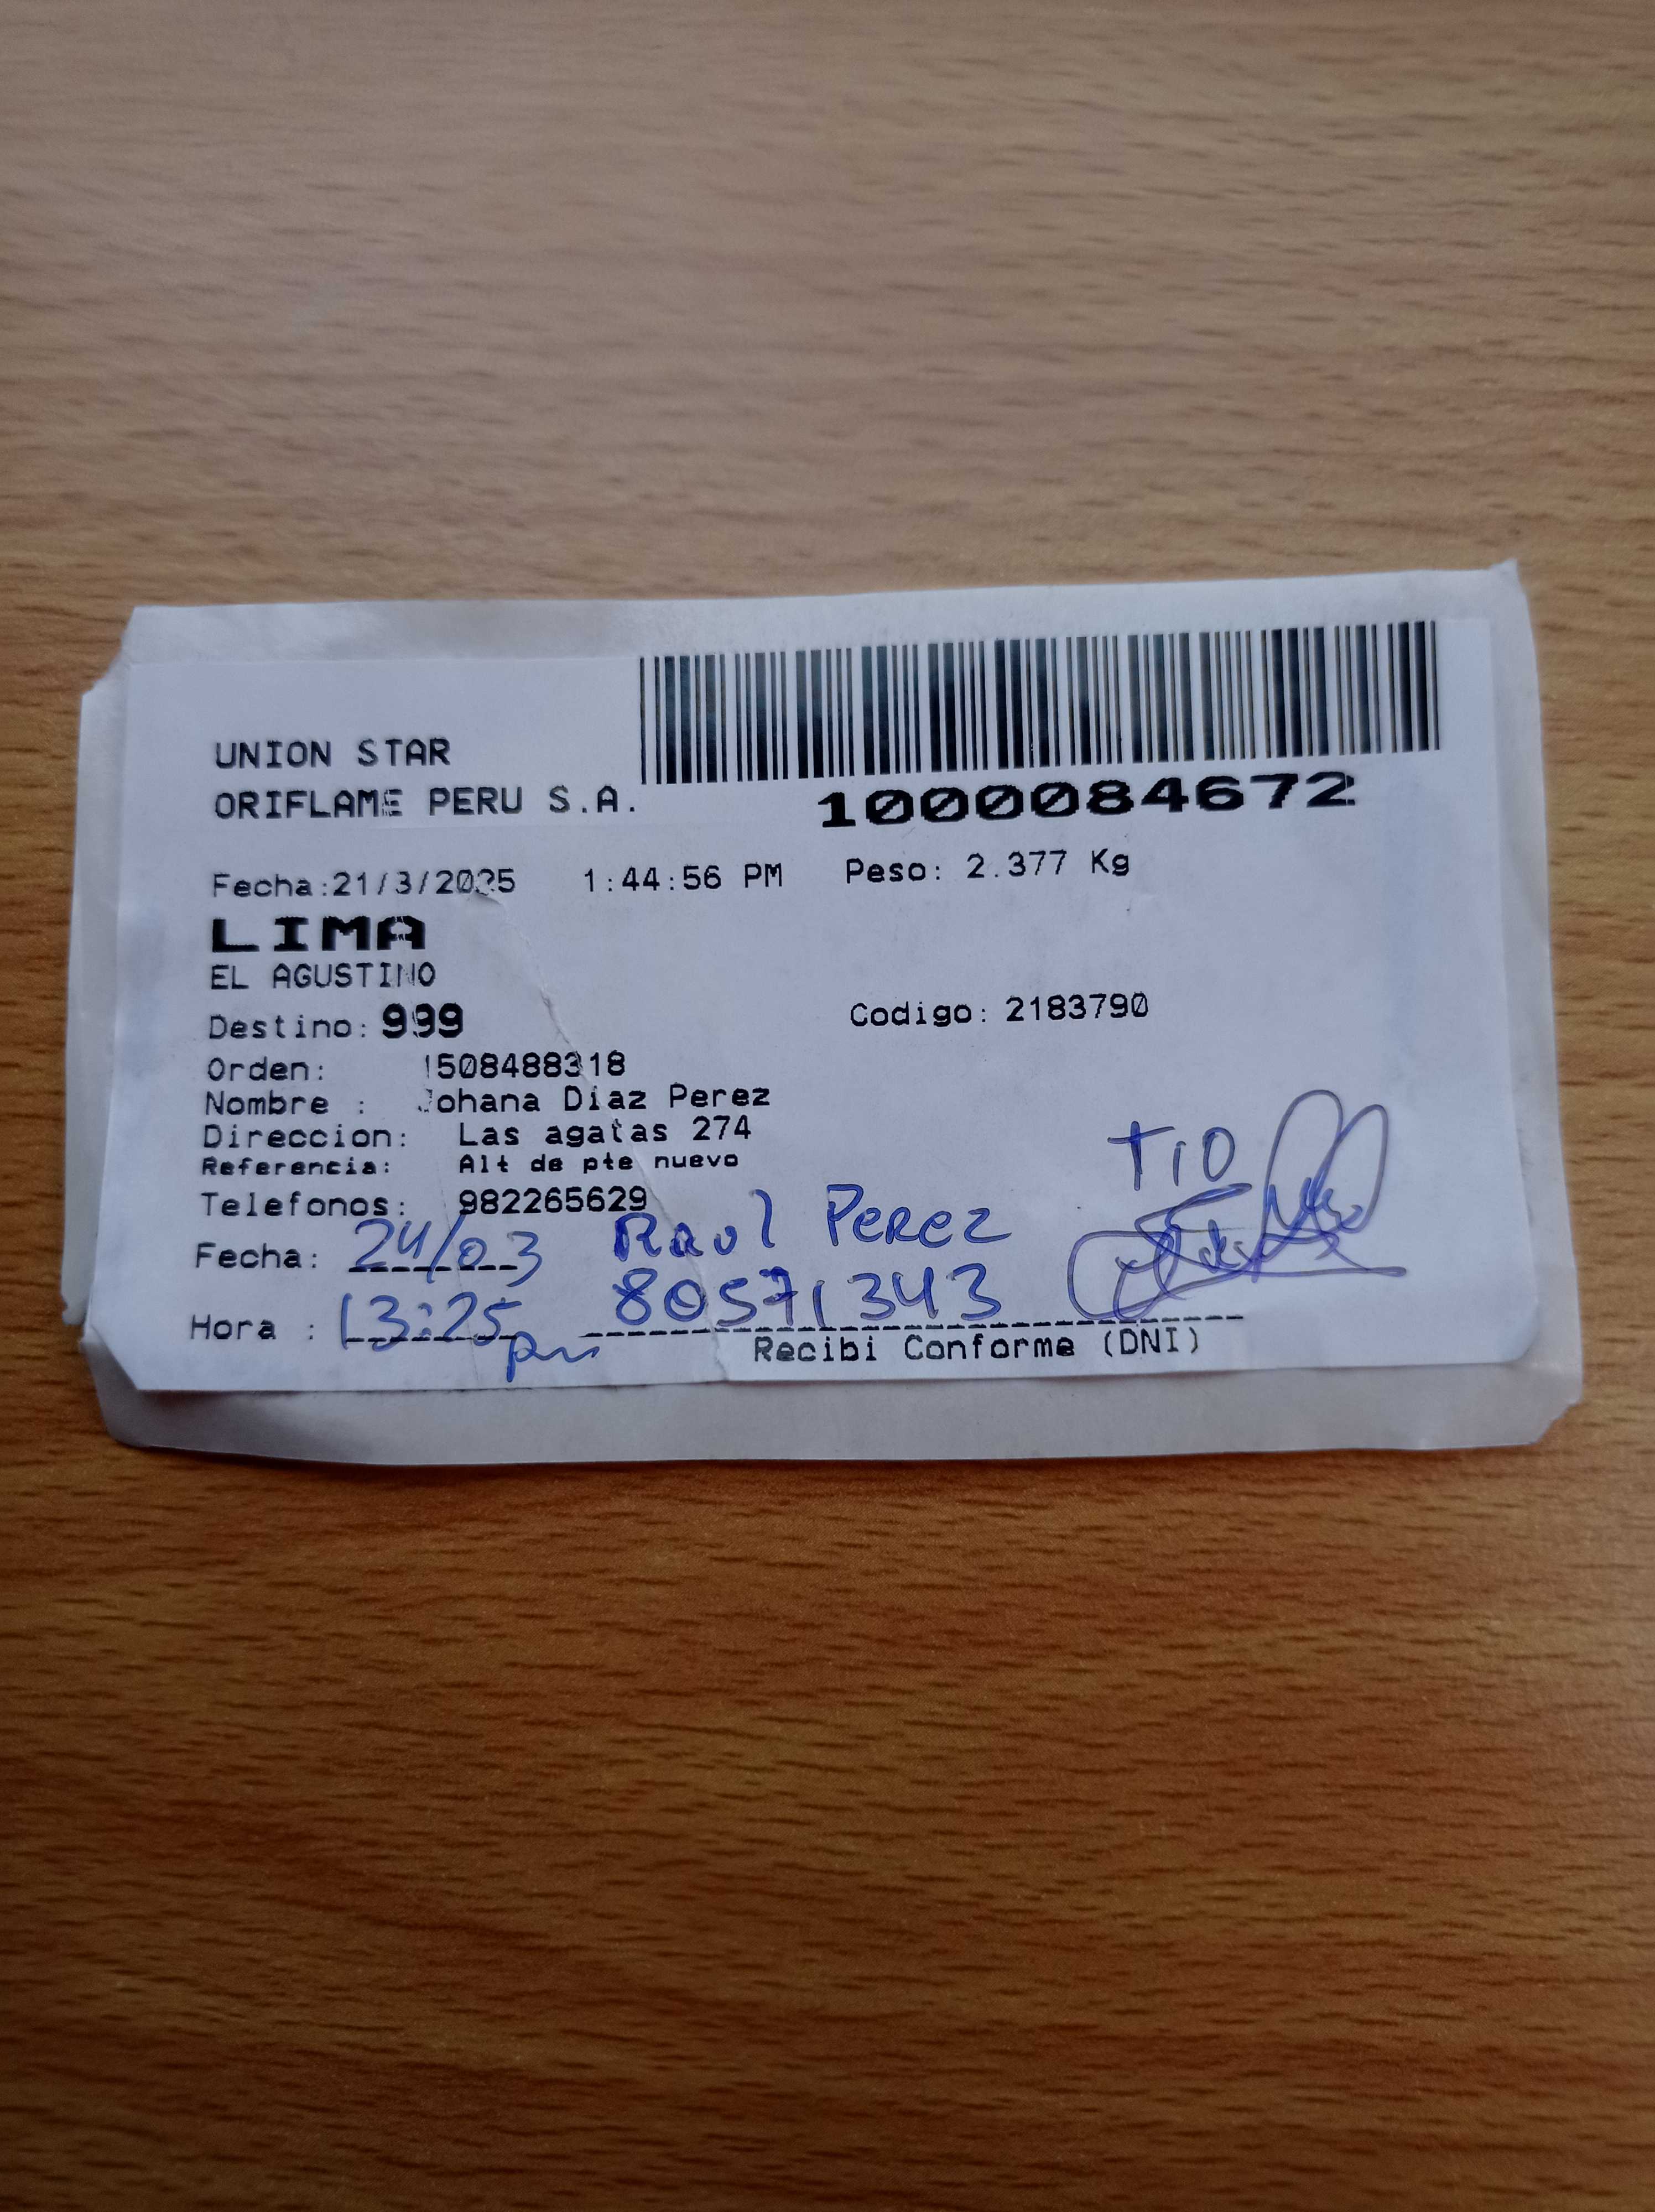 UNION STAR
ORIFLAME PERU S.A.
1000084672
Fecha:21/3/2025 1:44:56 PM Peso: 2.377 Kg
LIMA
EL AGUSTINO
Destino: 999 Codigo: 2183790
Orden: 1508488318
Nombre : Johana Diaz Perez
Direccion: Las agatas 274
Referencia: Alt de pte nuevo
TIO
Telefonos: 982265629
Fecha: 24/03 Raul Perez
Hora : 13:25 pm 80571343
Recibi Conforme (DNI)